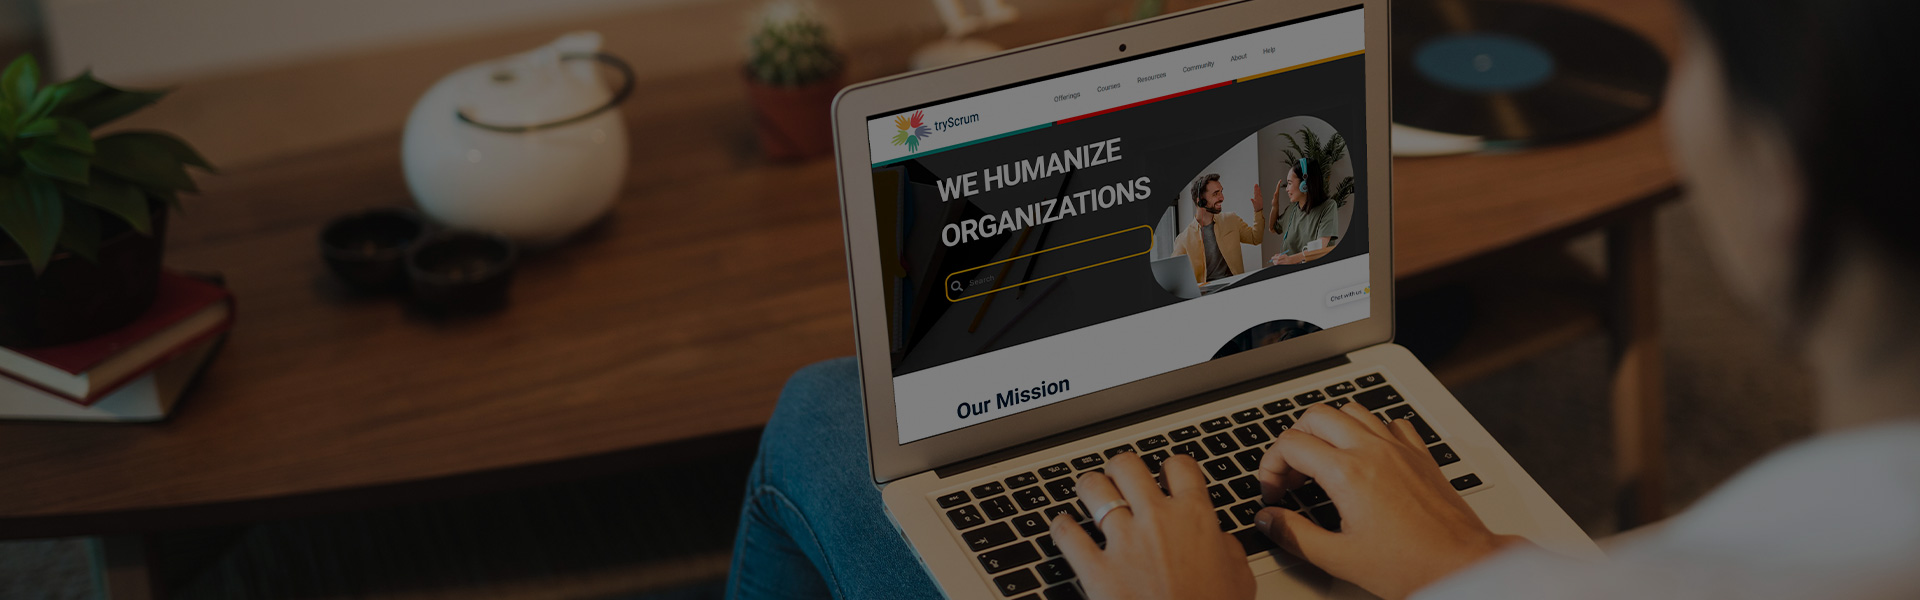 tryScrum
Offerings
Courses
Resources
Community
About
Help
WE HUMANIZE
ORGANIZATIONS
Search
Chat with us
Our Mission